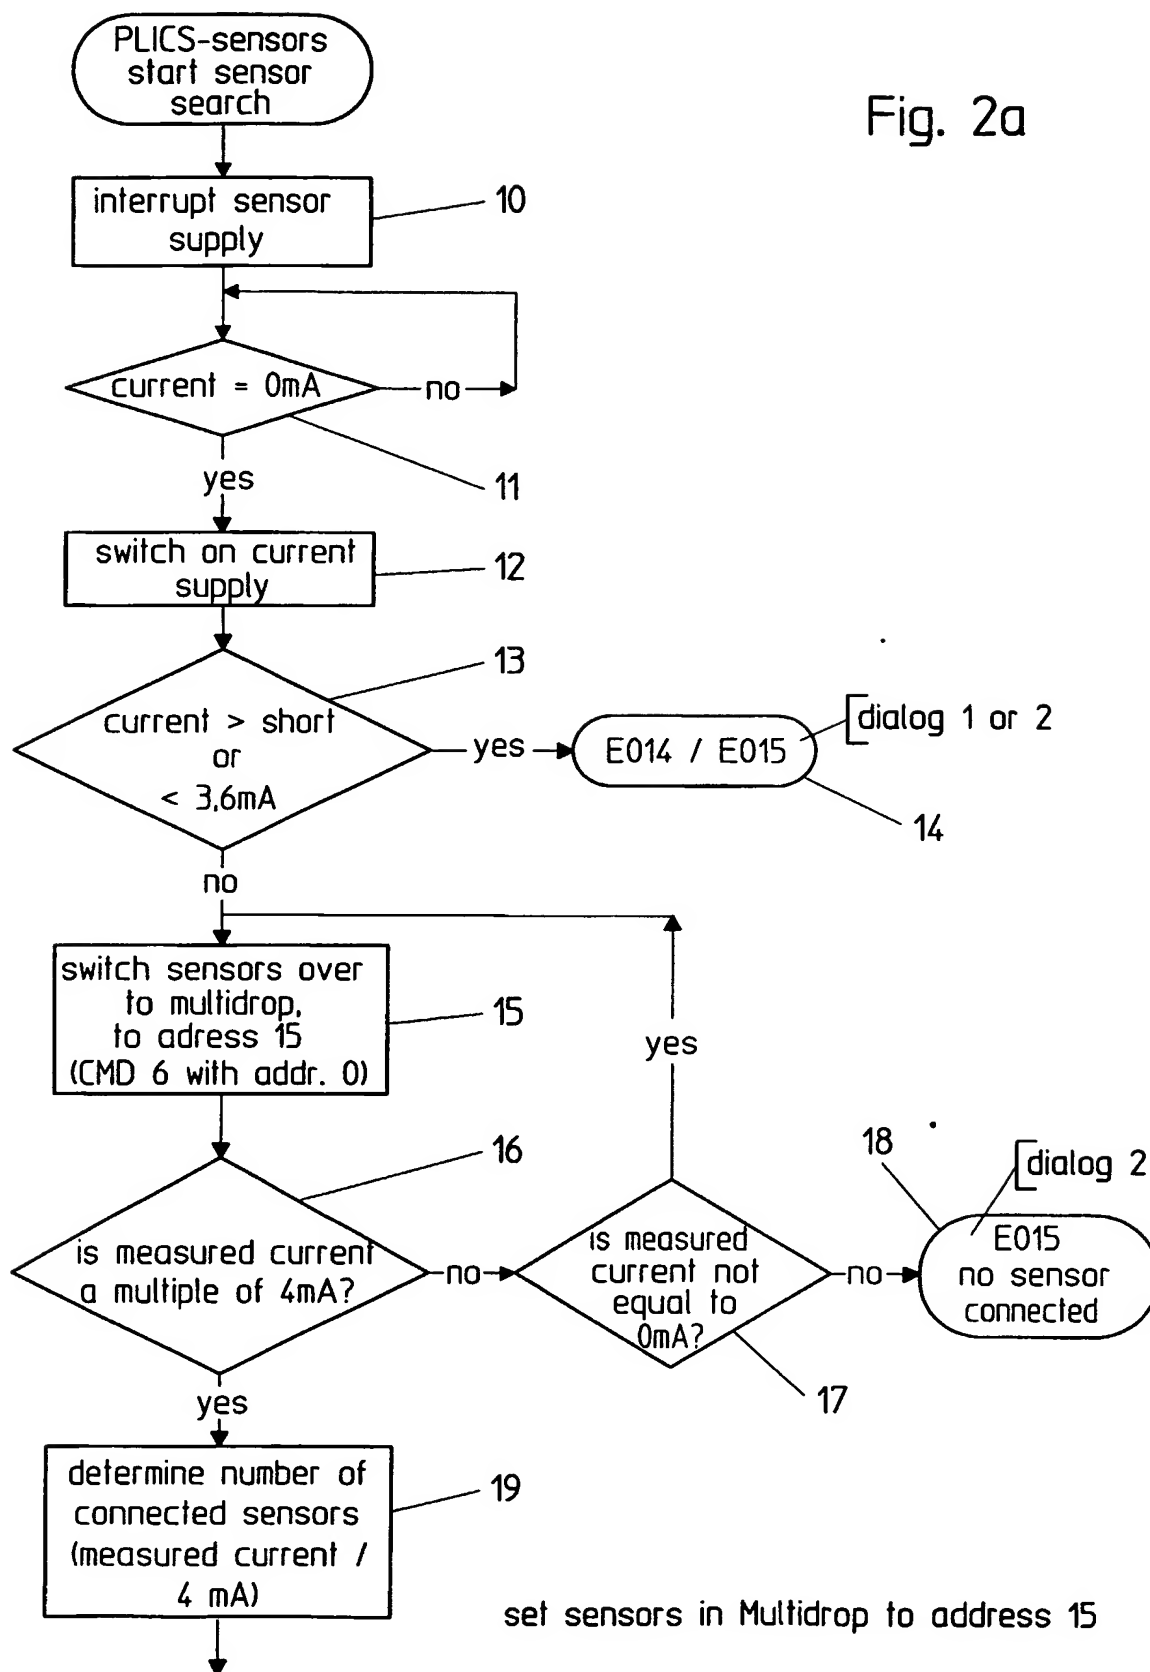 PLICS-sensors
start sensor
search
Fig. 2a
interrupt sensor
supply
10
current = 0mA
no
11
yes
switch on current
supply
12
13
current > short
or
< 3,6mA
yes
E014 / E015
dialog 1 or 2
14
no
switch sensors over
to multidrop,
to adress 15
(CMD 6 with addr. 0)
15
yes
16
is measured current
a multiple of 4mA?
no
is measured
current not
equal to
0mA?
17
no
18
dialog 2
E015
no sensor
connected
yes
determine number of
connected sensors
(measured current /
4 mA)
19
set sensors in Multidrop to address 15